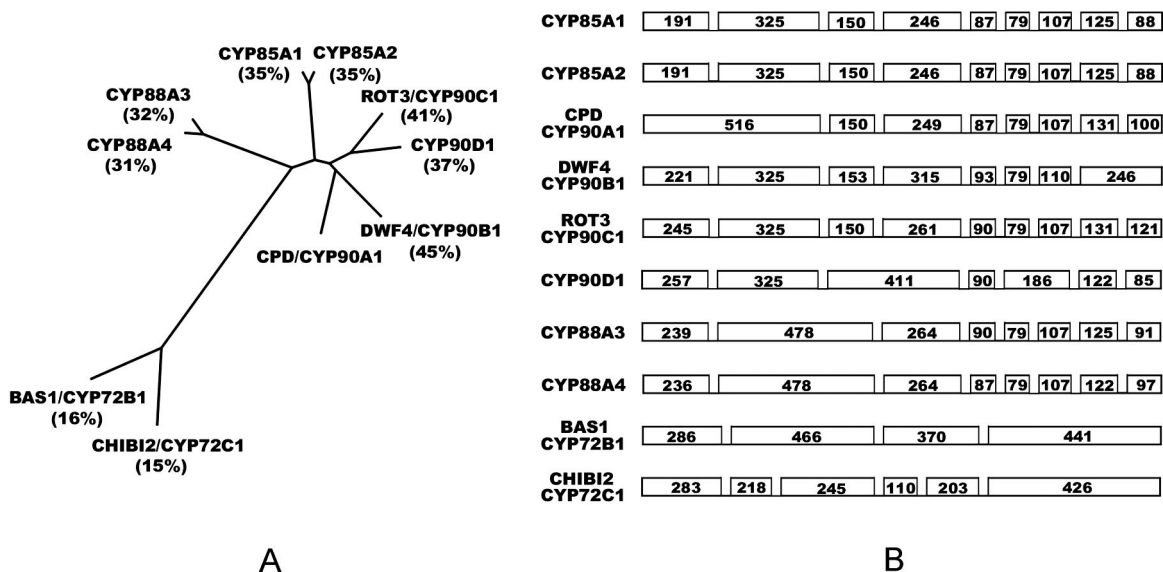 CYP85A1 CYP85A2
(35%) (35%)
CYP88A3
(32%)
ROT3/CYP90C1
(41%)
CYP88A4
(31%)
CYP90D1
(37%)
DWF4/CYP90B1
(45%)
CPD/CYP90A1
BAS1/CYP72B1
(16%)
CHIBI2/CYP72C1
(15%)
A
CYP85A1 191 325 150 246 87 79 107 125 88
CYP85A2 191 325 150 246 87 79 107 125 88
CPD
CYP90A1 516 150 249 87 79 107 131 100
DWF4
CYP90B1 221 325 153 315 93 79 110 246
ROT3
CYP90C1 245 325 150 261 90 79 107 131 121
CYP90D1 257 325 411 90 186 122 85
CYP88A3 239 478 264 90 79 107 125 91
CYP88A4 236 478 264 87 79 107 122 97
BAS1
CYP72B1 286 466 370 441
CHIBI2
CYP72C1 283 218 245 110 203 426
B